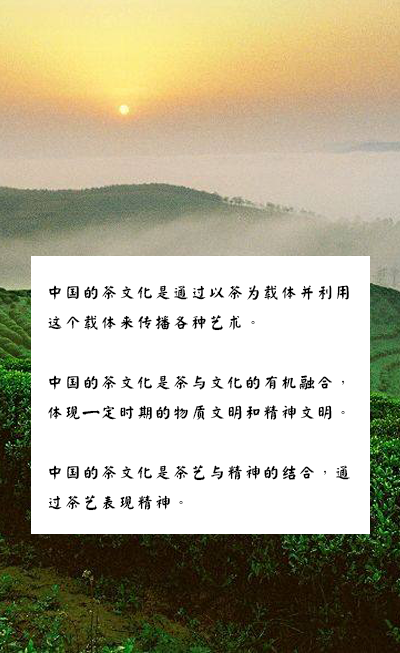 中国的茶文化是通过以茶为载体并利用
这个载体来传播各种艺术。
中国的茶文化是茶与文化的有机融合，
体现一定时期的物质文明和精神文明。
中国的茶文化是茶艺与精神的结合，通
过茶艺表现精神。